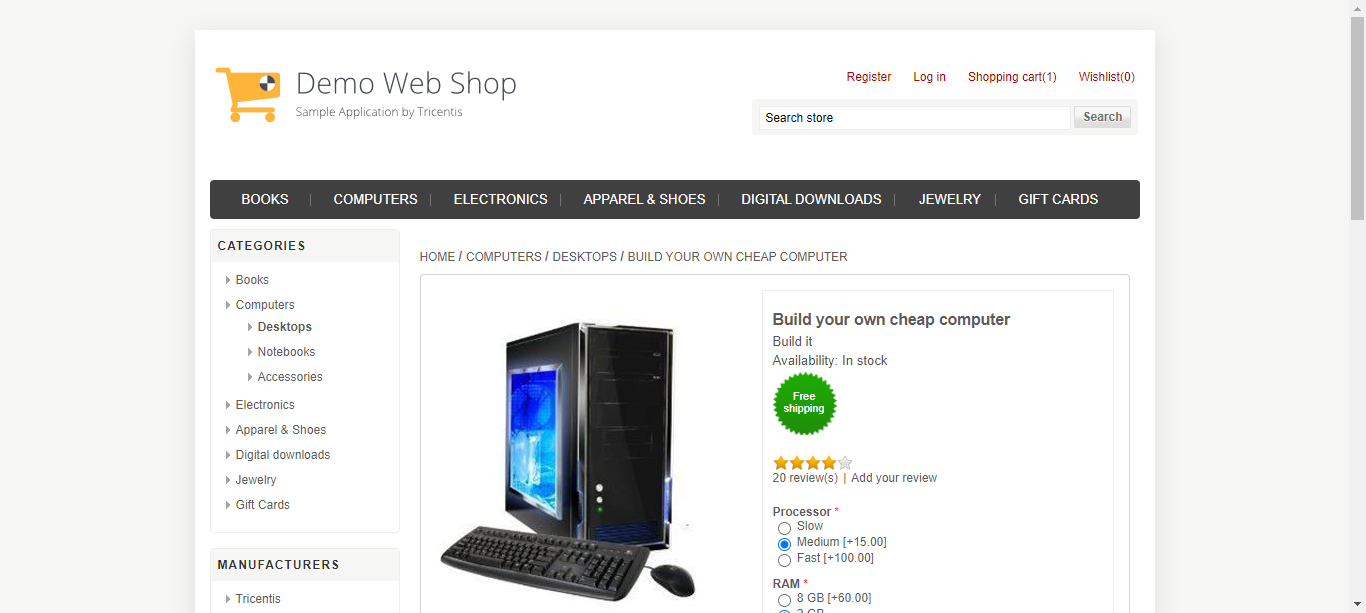 Demo Web Shop
Sample Application by Tricentis
Register Log in Shopping cart(1) Wishlist(0)
Search store Search
BOOKS | COMPUTERS | ELECTRONICS | APPAREL & SHOES | DIGITAL DOWNLOADS | JEWELRY | GIFT CARDS
CATEGORIES
Books
Computers
Desktops
Notebooks
Accessories
Electronics
Apparel & Shoes
Digital downloads
Jewelry
Gift Cards
MANUFACTURERS
Tricentis
HOME / COMPUTERS / DESKTOPS / BUILD YOUR OWN CHEAP COMPUTER
Build your own cheap computer
Build it
Availability: In stock
Free
shipping
20 review(s) | Add your review
Processor *
Slow
Medium [+15.00]
Fast [+100.00]
RAM *
8 GB [+60.00]
2 GB